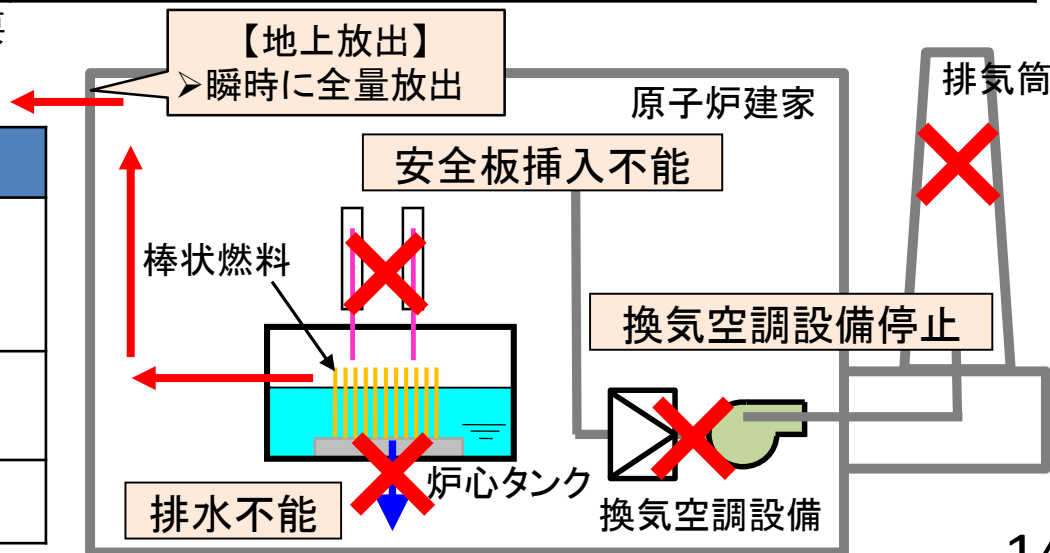 【地上放出】
➢瞬時に全量放出
排気筒
原子炉建家
安全板挿入不能
棒状燃料
換気空調設備停止
炉心タンク
排水不能
換気空調設備